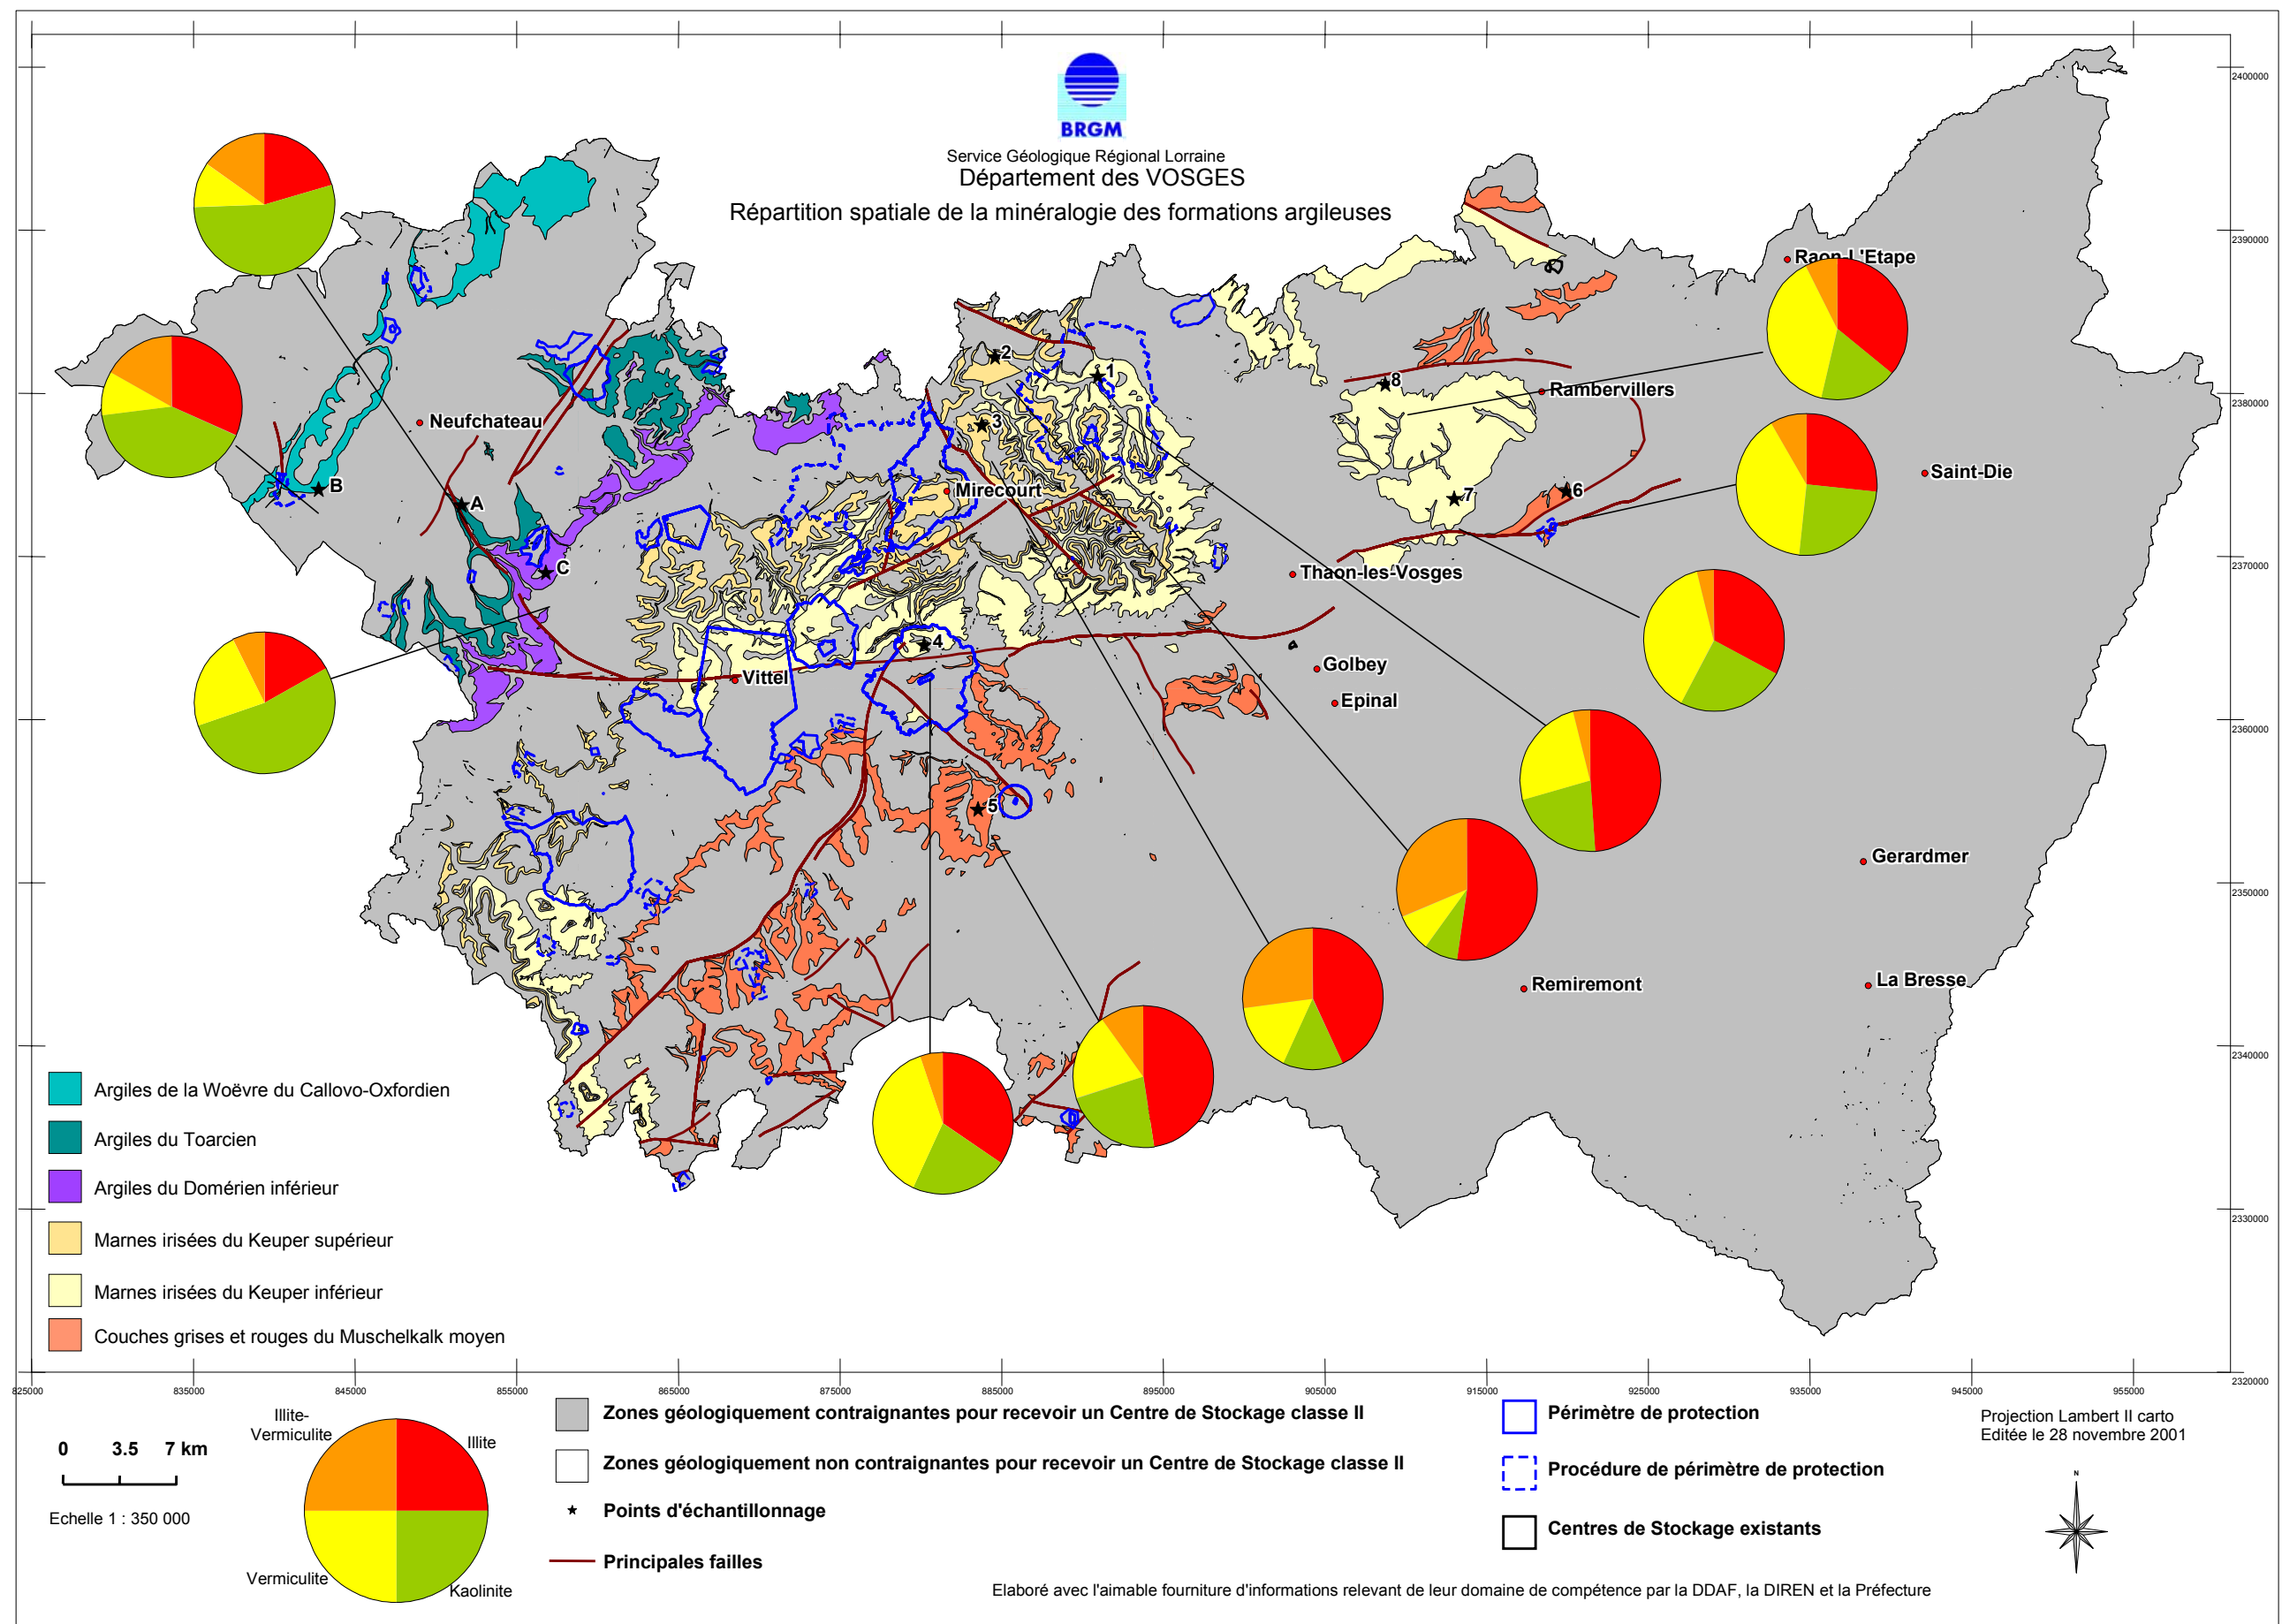 BRGM
Service Géologique Régional Lorraine
Département des VOSGES
Répartition spatiale de la minéralogie des formations argileuses
2400000
2390000
2380000
2370000
2360000
2350000
2340000
2330000
2320000
Raon-L'Etape
Rambervillers
Saint-Die
Neufchateau
Mirecourt
Thaon-les-Vosges
Golbey
Epinal
Vittel
Gerardmer
Remiremont
La Bresse
A
B
C
1
2
3
4
5
6
7
8
Argiles de la Woëvre du Callovo-Oxfordien
Argiles du Toarcien
Argiles du Domérien inférieur
Marnes irisées du Keuper supérieur
Marnes irisées du Keuper inférieur
Couches grises et rouges du Muschelkalk moyen
825000 835000 845000 855000 865000 875000 885000 895000 905000 915000 925000 935000 945000 955000
0 3.5 7 km
Echelle 1 : 350 000
Illite-
Vermiculite
Illite
Vermiculite
Kaolinite
Zones géologiquement contraignantes pour recevoir un Centre de Stockage classe II
Zones géologiquement non contraignantes pour recevoir un Centre de Stockage classe II
Points d'échantillonnage
Principales failles
Périmètre de protection
Procédure de périmètre de protection
Centres de Stockage existants
Projection Lambert II carto
Editée le 28 novembre 2001
N
Elaboré avec l'aimable fourniture d'informations relevant de leur domaine de compétence par la DDAF, la DIREN et la Préfecture